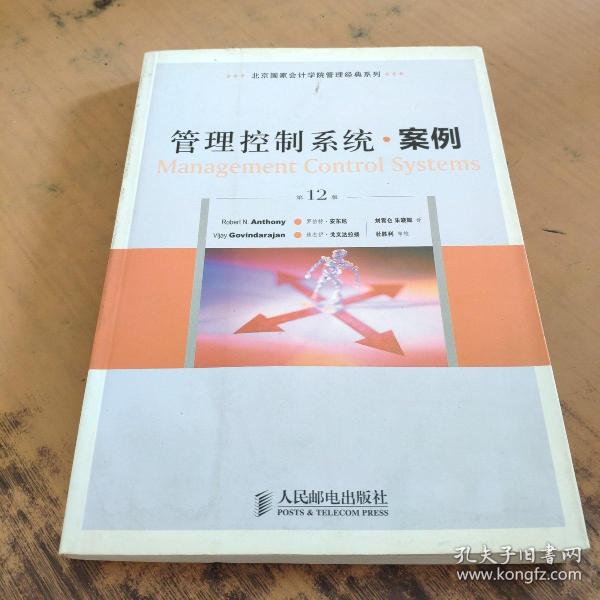 北京国家会计学院管理经典系列
管理控制系统·案例
Management Control Systems
第12版
Robert N. Anthony 罗伯特·安东尼 刘霄仑 朱晓辉 译
Vijay Govindarajan 维杰伊·戈文达拉扬 杜胜利 审校
人民邮电出版社
POSTS & TELECOM PRESS
孔夫子旧书网
www.kongfz.com